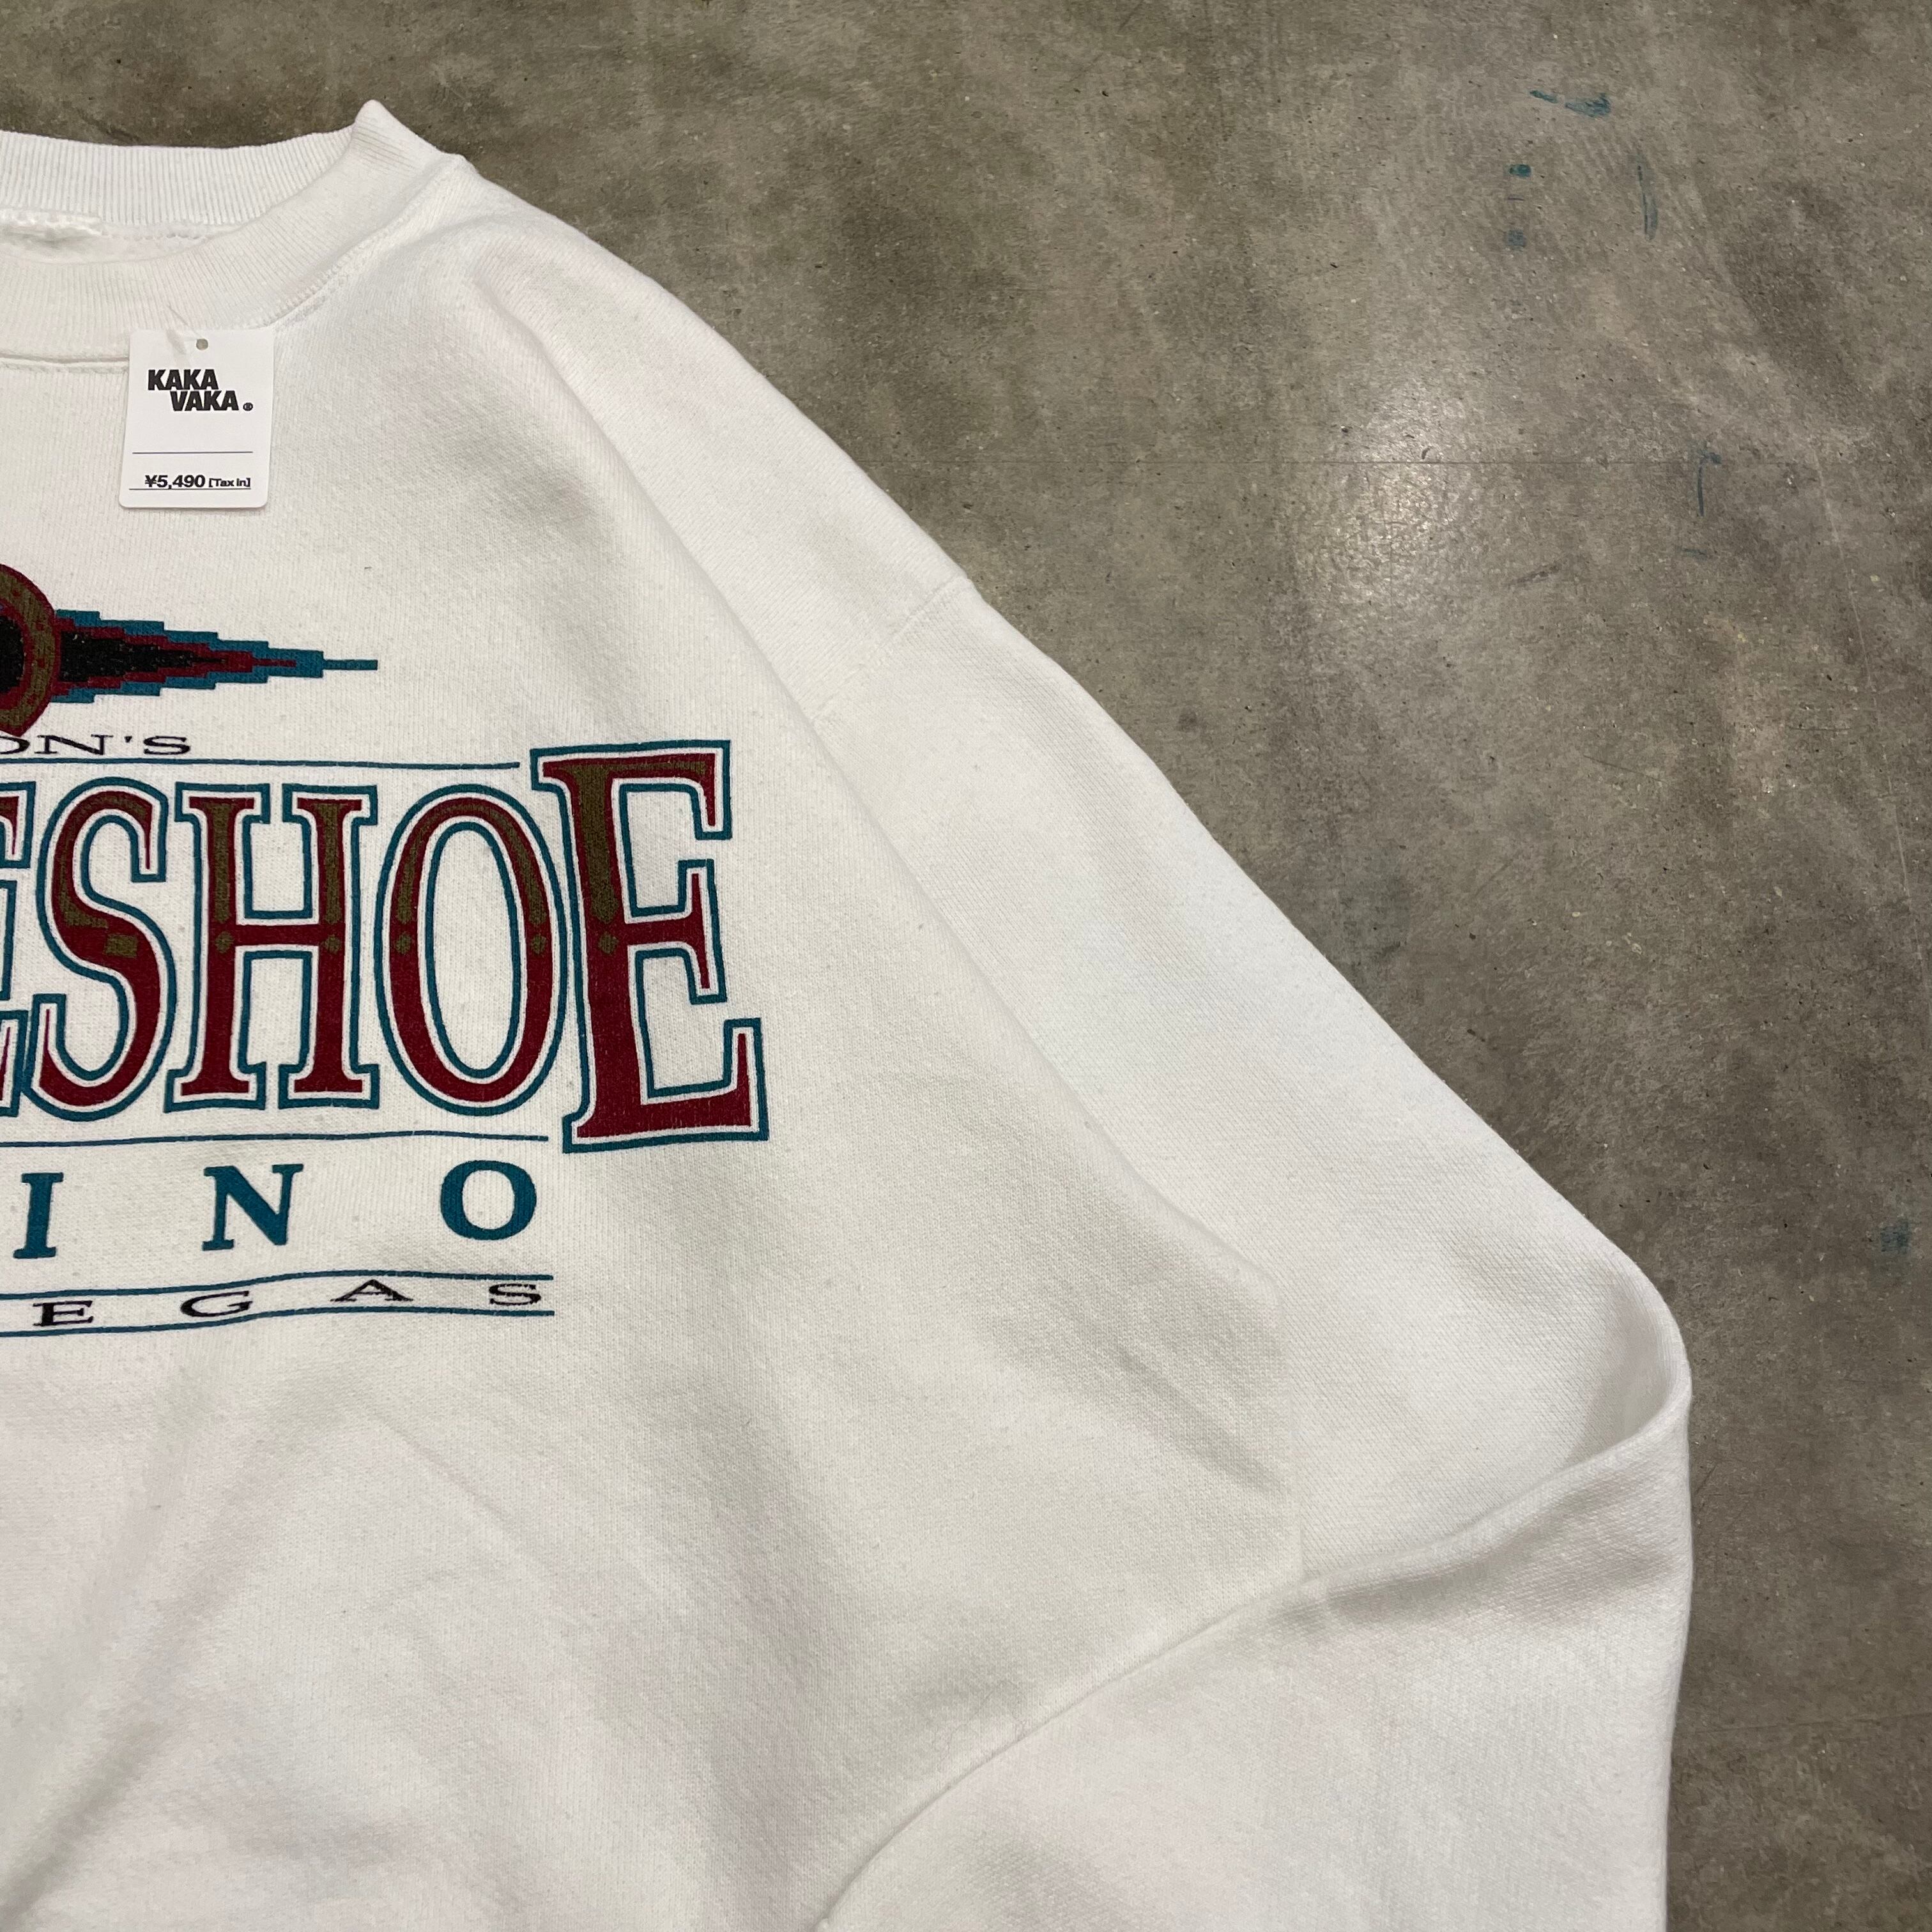 KAKA
VAKA®
¥5,490 [Tax in]
ON'S
ESHOE
INO
EGAS